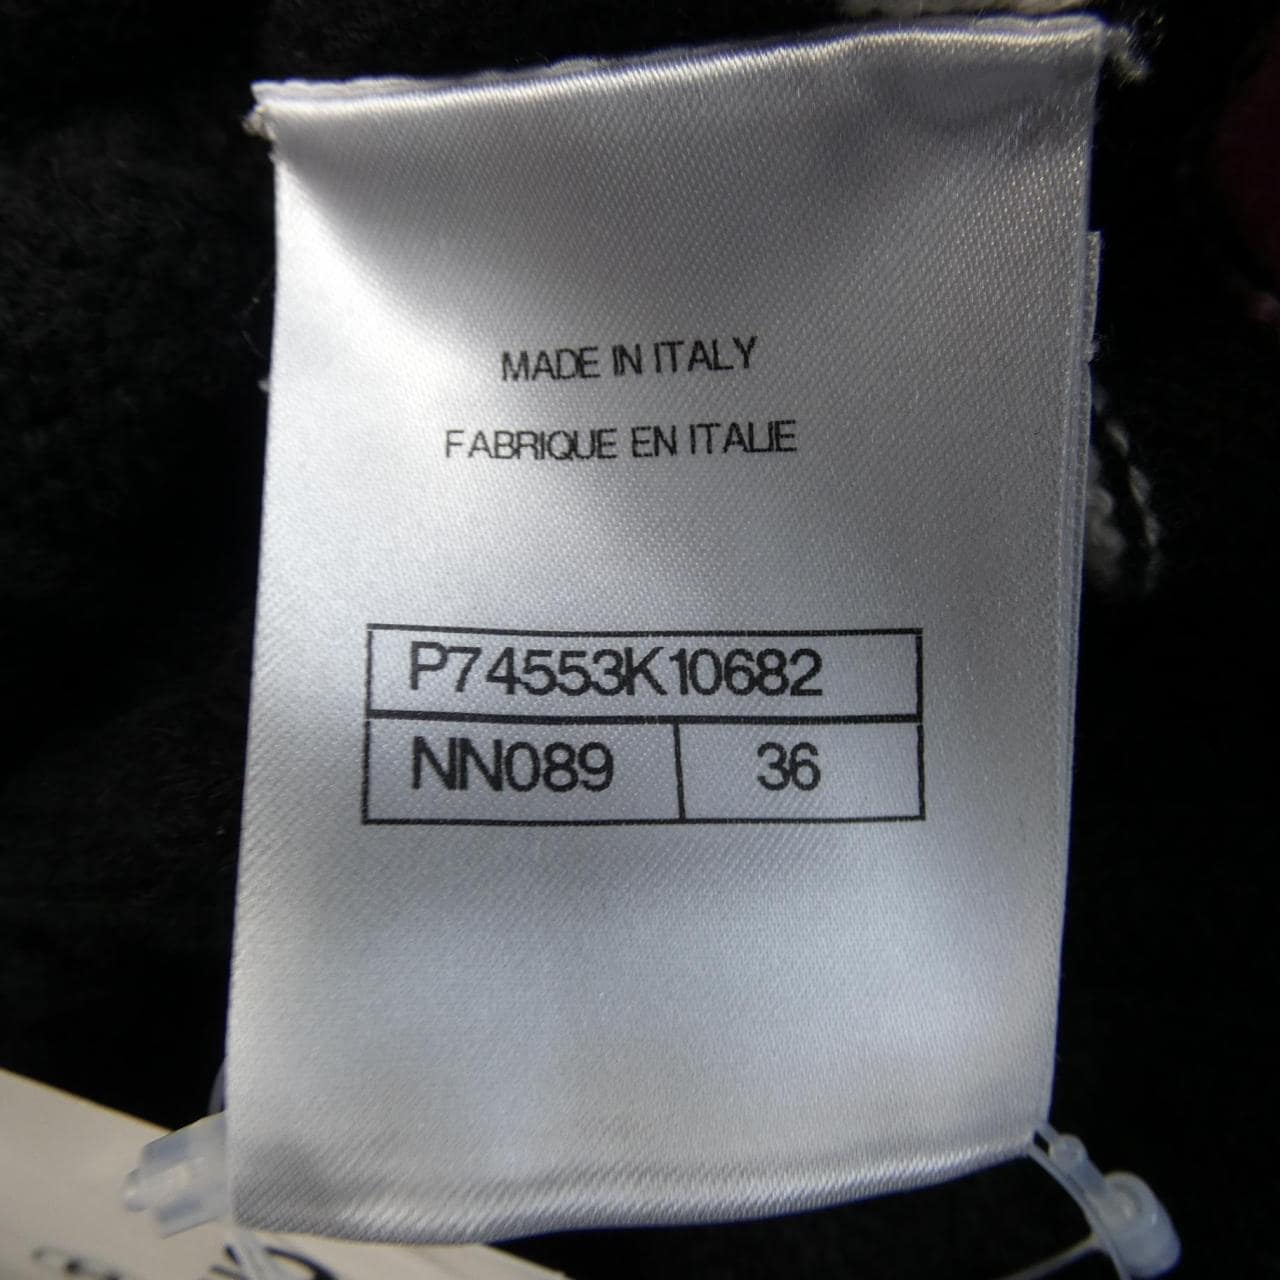 MADE IN ITALY
FABRIQUE EN ITALIE
P74553K10682
NN089 36